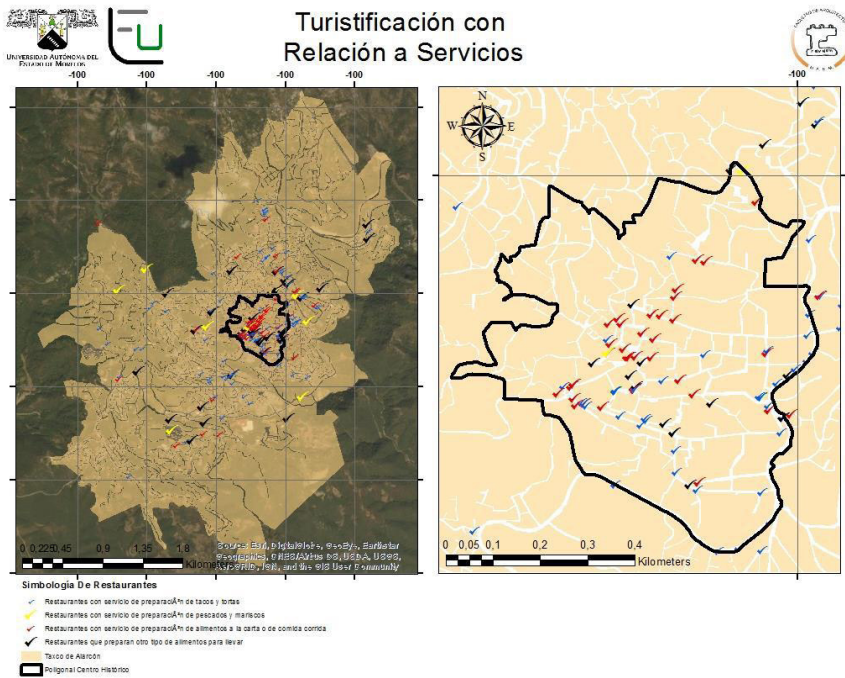 Turistificación con
Relación a Servicios
UNIVERSIDAD AUTÓNOMA DEL
ESTADO DE MORELOS
-100 -100 -100 -100 -100
-100
N
W E
S
0 0,225 0,45 0,9 1,35 1,8
Kilometers
0 0,05 0,1 0,2 0,3 0,4
Kilometers
Source: Esri, DigitalGlobe, GeoEye, Earthstar
Geographics, CNES/Airbus DS, USDA, USGS,
AeroGRID, IGN, and the GIS User Community
Simbologia De Restaurantes
Restaurantes con servicio de preparaciÃ³n de tacos y tortas
Restaurantes con servicio de preparaciÃ³n de pescados y mariscos
Restaurantes con servicio de preparaciÃ³n de alimentos a la carta o de comida corrida
Restaurantes que preparan otro tipo de alimentos para llevar
Taxco de Alarcón
Poligonal Centro Histórico